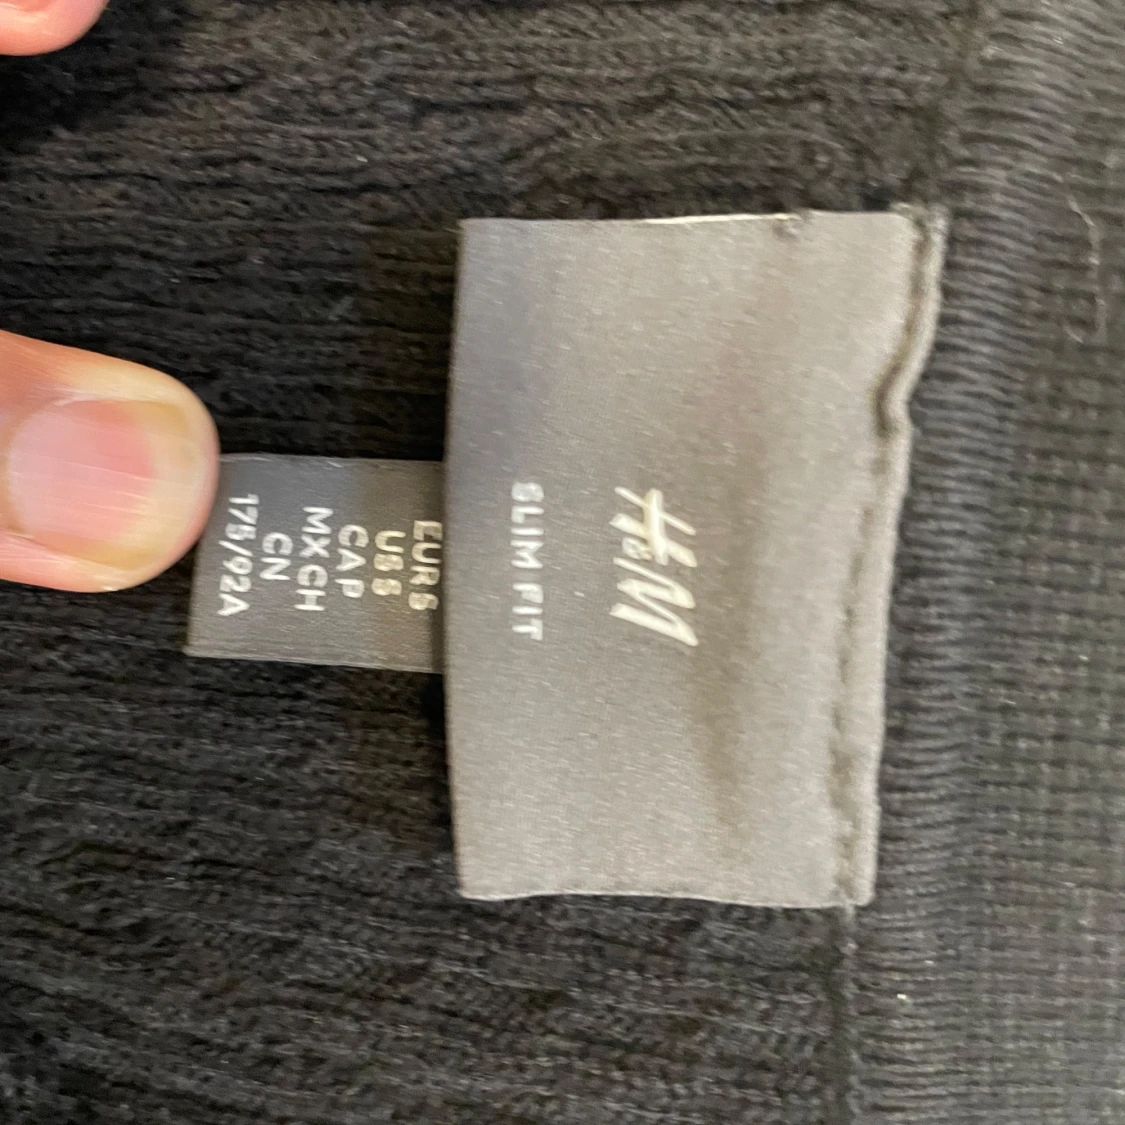 H&M
SLIM FIT
EUR S
US S
CA P
MX CH
CN
175/92A